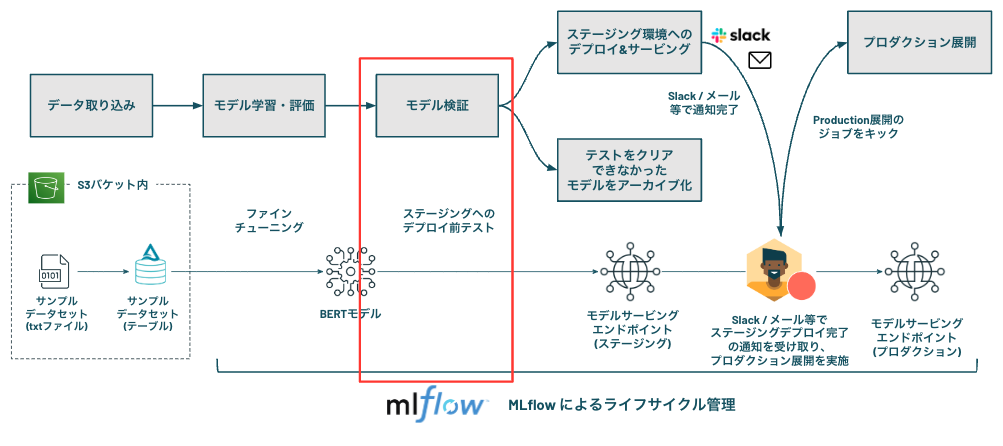 データ取り込み
モデル学習・評価
モデル検証
ステージング環境への
デプロイ&サービング
slack
Slack / メール
等で通知完了
プロダクション展開
Production展開の
ジョブをキック
テストをクリア
できなかった
モデルをアーカイブ化
S3バケット内
0101
サンプル
データセット
(txtファイル)
サンプル
データセット
(テーブル)
ファイン
チューニング
BERTモデル
ステージングへの
デプロイ前テスト
モデルサービング
エンドポイント
(ステージング)
Slack / メール等で
ステージングデプロイ完了
の通知を受け取り、
プロダクション展開を実施
モデルサービング
エンドポイント
(プロダクション)
mlflow
MLflow によるライフサイクル管理